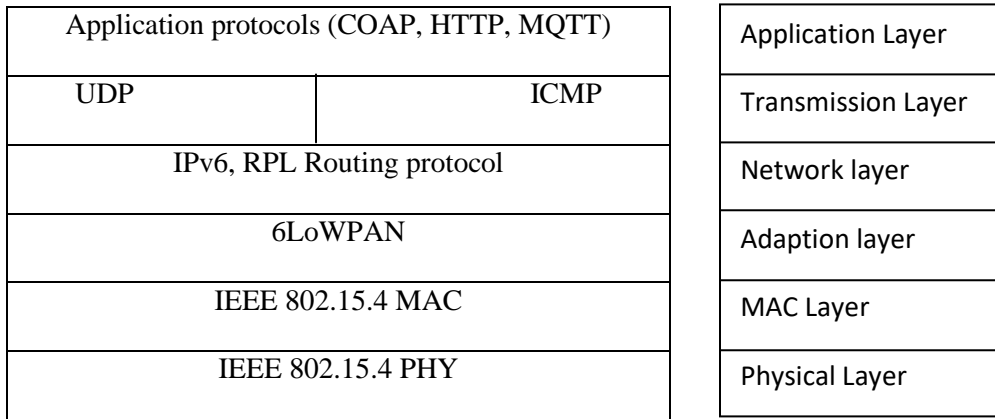 Application protocols (COAP, HTTP, MQTT)
Application Layer
UDP ICMP
Transmission Layer
IPv6, RPL Routing protocol
Network layer
6LoWPAN
Adaption layer
IEEE 802.15.4 MAC
MAC Layer
IEEE 802.15.4 PHY
Physical Layer